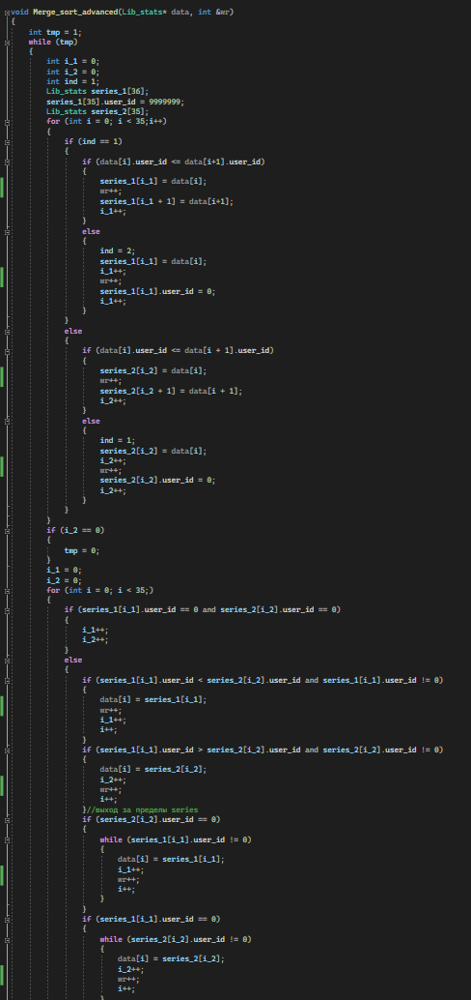 void Merge_sort_advanced(Lib_stats* data, int &wr)
{
int tmp = 1;
while (tmp)
{
int i_1 = 0;
int i_2 = 0;
int ind = 1;
Lib_stats series_1[36];
series_1[35].user_id = 9999999;
Lib_stats series_2[35];
for (int i = 0; i < 35;i++)
{
if (ind == 1)
{
if (data[i].user_id <= data[i+1].user_id)
{
series_1[i_1] = data[i];
wr++;
series_1[i_1 + 1] = data[i+1];
i_1++;
}
else
{
ind = 2;
series_1[i_1] = data[i];
i_1++;
wr++;
series_1[i_1].user_id = 0;
i_1++;
}
}
else
{
if (data[i].user_id <= data[i + 1].user_id)
{
series_2[i_2] = data[i];
wr++;
series_2[i_2 + 1] = data[i + 1];
i_2++;
}
else
{
ind = 1;
series_2[i_2] = data[i];
i_2++;
wr++;
series_2[i_2].user_id = 0;
i_2++;
}
}
}
if (i_2 == 0)
{
tmp = 0;
}
i_1 = 0;
i_2 = 0;
for (int i = 0; i < 35;)
{
if (series_1[i_1].user_id == 0 and series_2[i_2].user_id == 0)
{
i_1++;
i_2++;
}
else
{
if (series_1[i_1].user_id < series_2[i_2].user_id and series_1[i_1].user_id != 0)
{
data[i] = series_1[i_1];
wr++;
i_1++;
i++;
}
if (series_1[i_1].user_id > series_2[i_2].user_id and series_2[i_2].user_id != 0)
{
data[i] = series_2[i_2];
i_2++;
wr++;
i++;
}//выход за пределы series
if (series_2[i_2].user_id == 0)
{
while (series_1[i_1].user_id != 0)
{
data[i] = series_1[i_1];
i_1++;
wr++;
i++;
}
}
if (series_1[i_1].user_id == 0)
{
while (series_2[i_2].user_id != 0)
{
data[i] = series_2[i_2];
i_2++;
wr++;
i++;
}